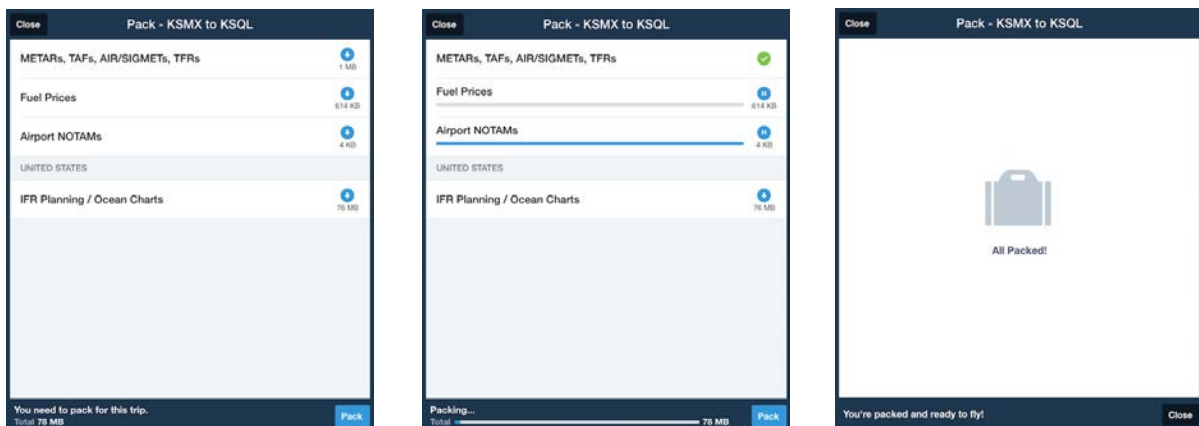 Close Pack - KSMX to KSQL
METARs, TAFs, AIR/SIGMETs, TFRs
1 MB
Fuel Prices
614 KB
Airport NOTAMs
4 KB
UNITED STATES
IFR Planning / Ocean Charts
76 MB
You need to pack for this trip.
Total 78 MB
Pack
Close Pack - KSMX to KSQL
METARs, TAFs, AIR/SIGMETs, TFRs
Fuel Prices
614 KB
Airport NOTAMs
4 KB
UNITED STATES
IFR Planning / Ocean Charts
76 MB
Packing...
Total 78 MB
Pack
Close Pack - KSMX to KSQL
All Packed!
You're packed and ready to fly!
Close